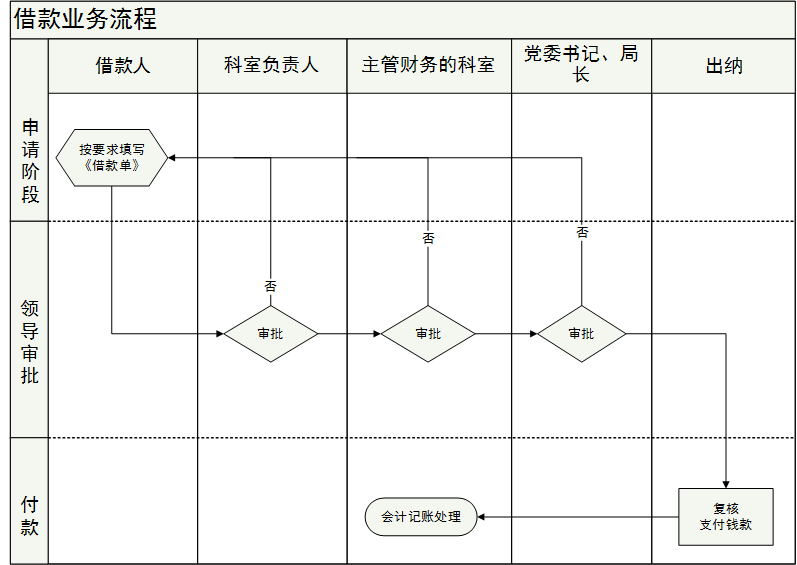 借款业务流程
借款人
科室负责人
主管财务的科室
党委书记、局
长
出纳
申
请
阶
段
按要求填写
《借款单》
否
否
否
领
导
审
批
审批
审批
审批
付
款
会计记账处理
复核
支付钱款